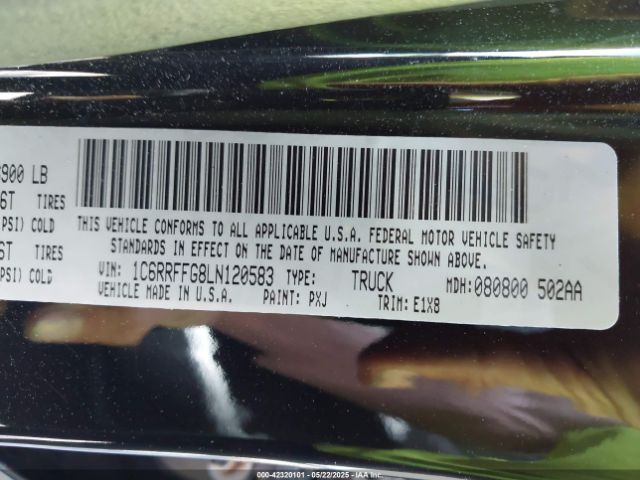 900 LB
6T TIRES
PSI) COLD
6T TIRES
PSI) COLD
THIS VEHICLE CONFORMS TO ALL APPLICABLE U.S.A. FEDERAL MOTOR VEHICLE SAFETY
STANDARDS IN EFFECT ON THE DATE OF MANUFACTURE SHOWN ABOVE.
VIN: 1C6RRFFG8LN120583 TYPE: TRUCK MDH: 080800 502AA
VEHICLE MADE IN U.S.A. PAINT: PXJ TRIM: E1X8
000-42320101 - 05/22/2025 - IAA Inc.